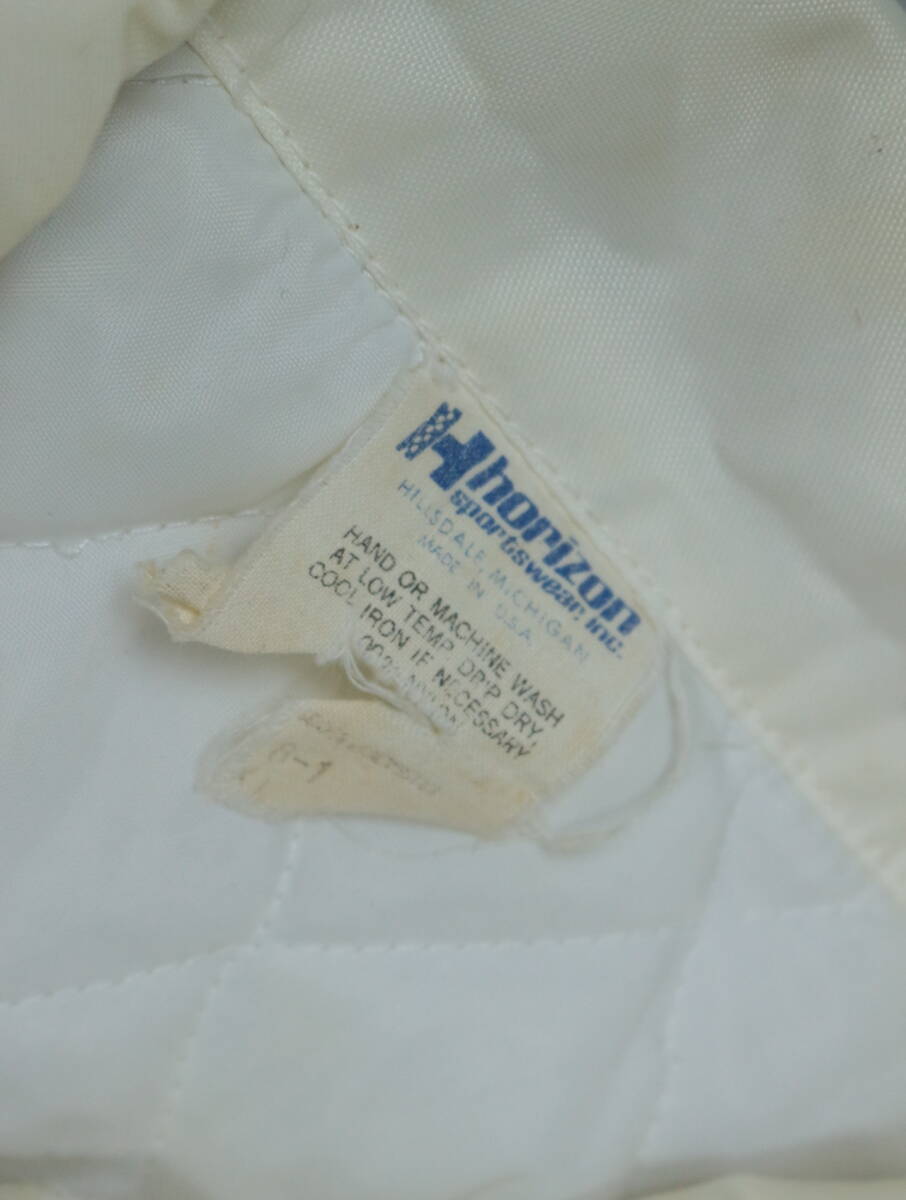 H horizon
sportswear, inc.
HILLSDALE, MICHIGAN
MADE IN U.S.A.
HAND OR MACHINE WASH
AT LOW TEMP. DRIP DRY,
COOL IRON IF NECESSARY
NYLON